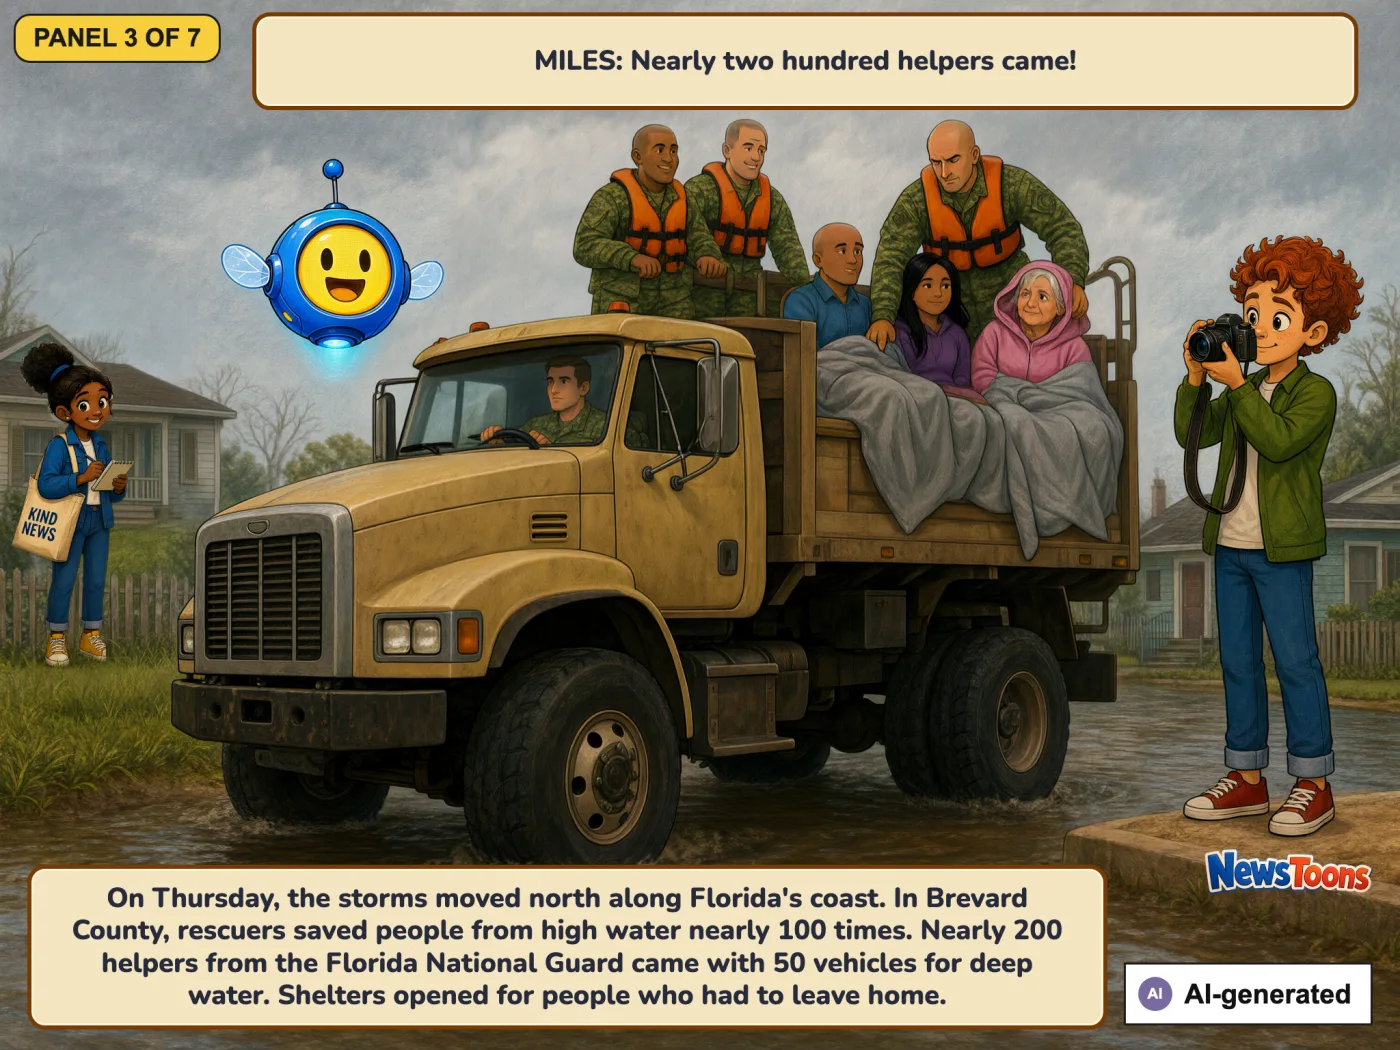 PANEL 3 OF 7
MILES: Nearly two hundred helpers came!
KIND
NEWS
On Thursday, the storms moved north along Florida's coast. In Brevard
County, rescuers saved people from high water nearly 100 times. Nearly 200
helpers from the Florida National Guard came with 50 vehicles for deep
water. Shelters opened for people who had to leave home.
NewsToons
AI AI-generated